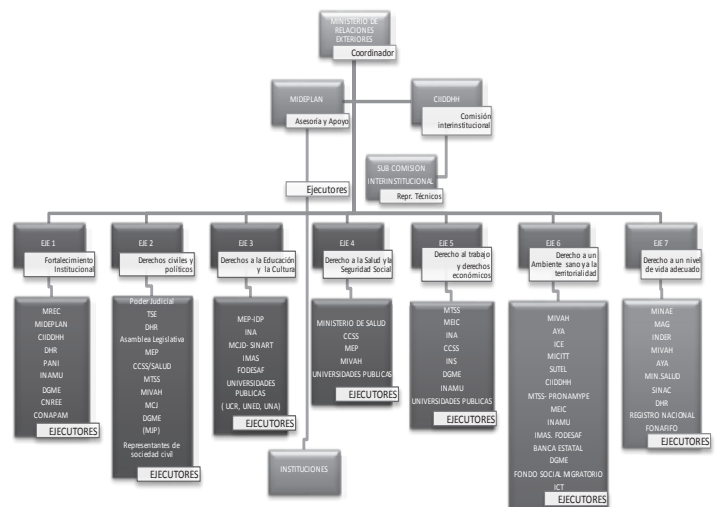 MINISTERIO DE
RELACIONES
EXTERIORES
Coordinador
MIDEPLAN
Asesoría y Apoyo
CIIDDHH
Comisión
interinstitucional
SUB COMISIÓN
INTERINSTITUCIONAL
Repr. Técnicos
Ejecutores
EJE 1
Fortalecimiento
Institucional
MREC
MIDEPLAN
CIIDDHH
DHR
PANI
INAMU
DGME
CNREE
CONAPAM
EJECUTORES
EJE 2
Derechos civiles y
políticos
Poder Judicial
TSE
DHR
Asamblea Legislativa
MEP
CCSS/SALUD
MTSS
MIVAH
MCJ
DGME
(MJP)
Representantes de
sociedad civil
EJECUTORES
EJE 3
Derechos a la Educación
y la Cultura
MEP-IDP
INA
MCJD- SINART
IMAS
FODESAF
UNIVERSIDADES
PUBLICAS
( UCR, UNED, UNA)
EJECUTORES
EJE 4
Derecho a la Salud y la
Seguridad Social
MINISTERIO DE SALUD
CCSS
MEP
MIVAH
UNIVERSIDADES PUBLICAS
EJECUTORES
EJE 5
Derecho al trabajo
y derechos
económicos
MTSS
MEIC
INA
CCSS
INS
DGME
INAMU
UNIVERSIDADES PUBLICAS
EJECUTORES
EJE 6
Derecho a un
Ambiente sano y a la
territorialidad
MIVAH
AYA
ICE
MICITT
SUTEL
CIIDDHH
MTSS- PRONAMYPE
MEIC
INAMU
IMAS. FODESAF
BANCA ESTATAL
DGME
FONDO SOCIAL MIGRATORIO
ICT
EJECUTORES
EJE 7
Derecho a un nivel
de vida adecuado
MINAE
MAG
INDER
MIVAH
AYA
MIN.SALUD
SINAC
DHR
REGISTRO NACIONAL
FONAFIFO
EJECUTORES
INSTITUCIONES